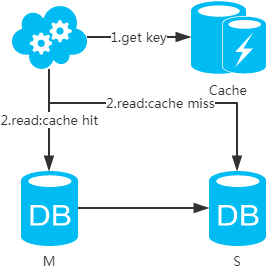 1.get key
Cache
2.read:cache miss
2.read:cache hit
DB
DB
M
S